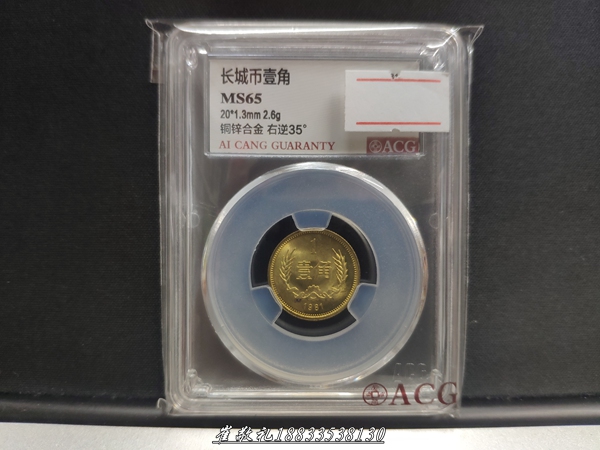 长城币壹角
MS65
20*1.3mm 2.6g
铜锌合金 右逆35°
AI CANG GUARANTY
ACG
1
壹角
1981
ACG
崔敬礼18833538130